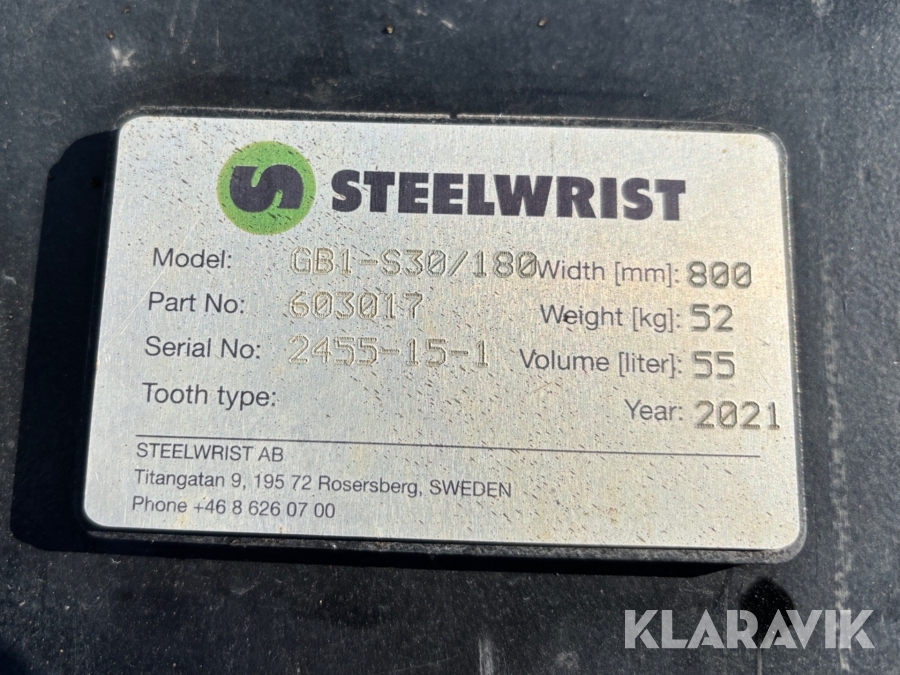 STEELWRIST
Model: GB1-S30/180 Width [mm]: 800
Part No: 603017 Weight [kg]: 52
Serial No: 2455-15-1 Volume [liter]: 55
Tooth type: Year: 2021
STEELWRIST AB
Titangatan 9, 195 72 Rosersberg, SWEDEN
Phone +46 8 626 07 00
KLARAVIK